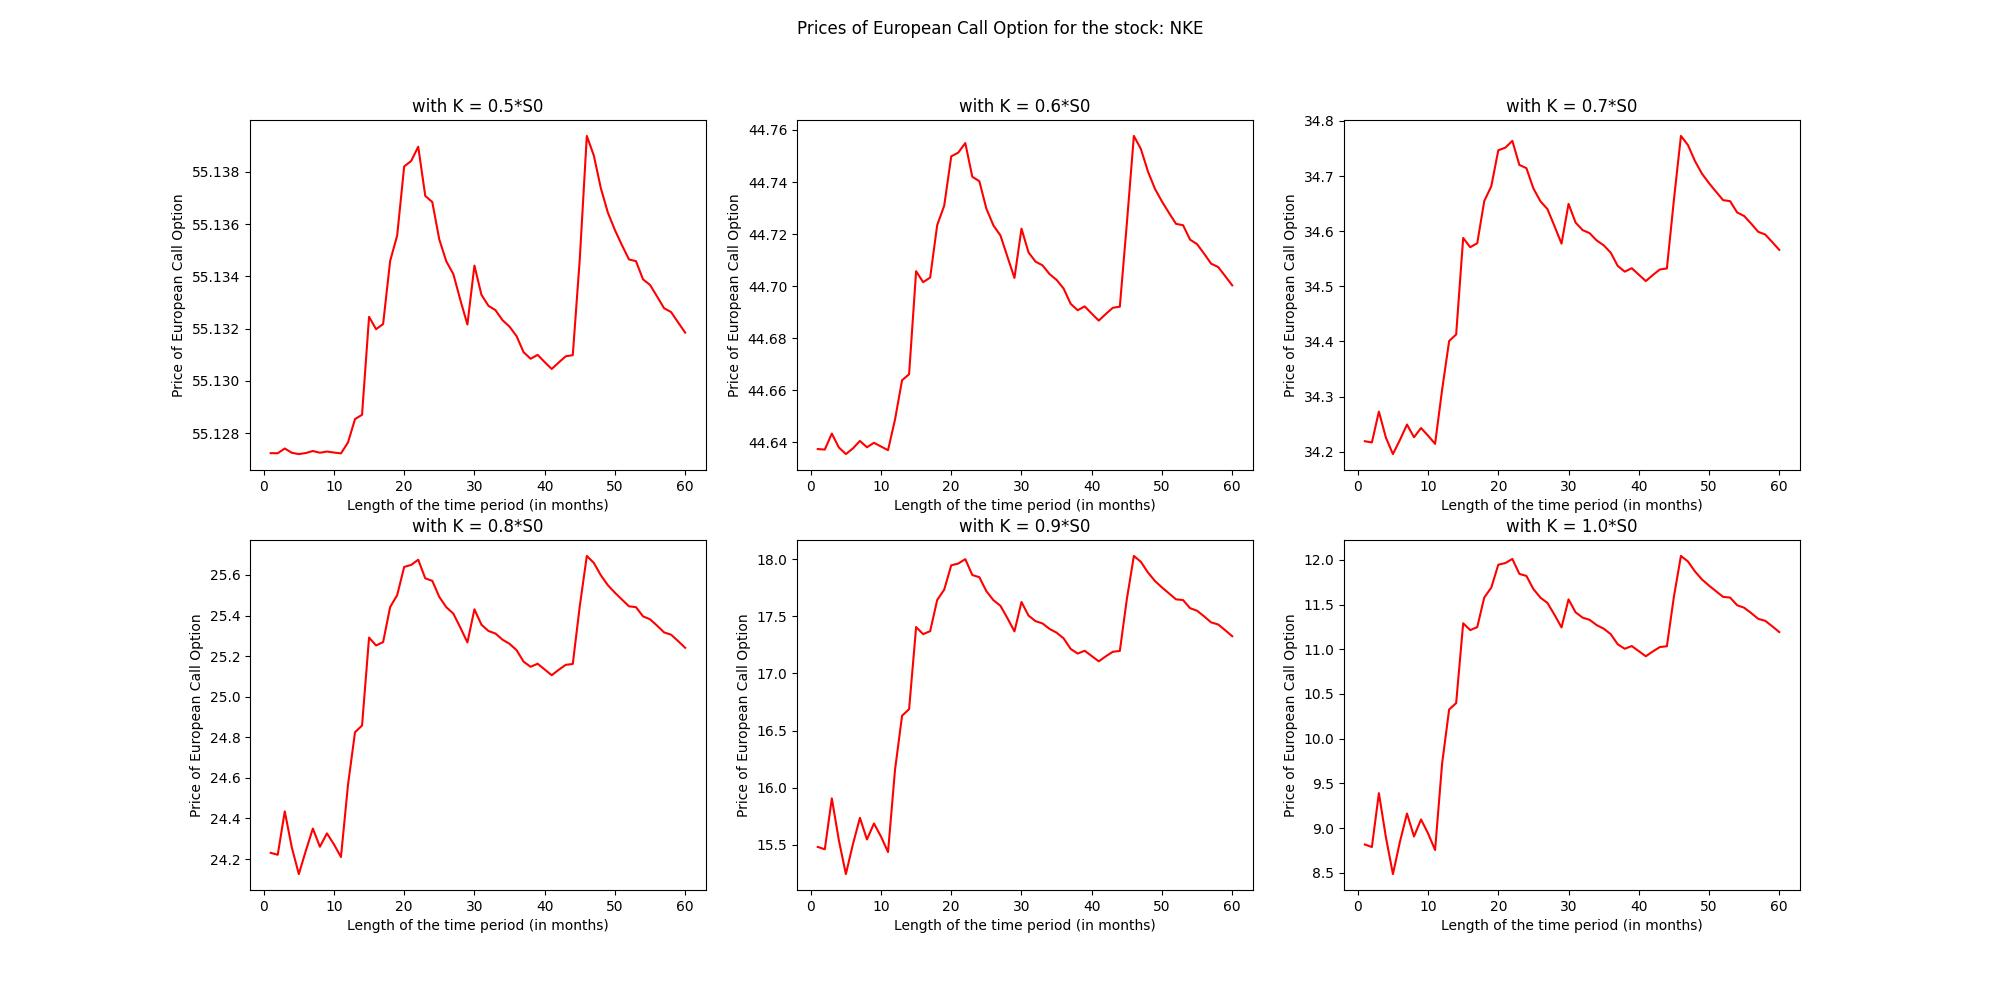 Prices of European Call Option for the stock: NKE
with K = 0.5*S0
Price of European Call Option
55.138
55.136
55.134
55.132
55.130
55.128
0 10 20 30 40 50 60
Length of the time period (in months)
with K = 0.6*S0
Price of European Call Option
44.76
44.74
44.72
44.70
44.68
44.66
44.64
0 10 20 30 40 50 60
Length of the time period (in months)
with K = 0.7*S0
Price of European Call Option
34.8
34.7
34.6
34.5
34.4
34.3
34.2
0 10 20 30 40 50 60
Length of the time period (in months)
with K = 0.8*S0
Price of European Call Option
25.6
25.4
25.2
25.0
24.8
24.6
24.4
24.2
0 10 20 30 40 50 60
Length of the time period (in months)
with K = 0.9*S0
Price of European Call Option
18.0
17.5
17.0
16.5
16.0
15.5
0 10 20 30 40 50 60
Length of the time period (in months)
with K = 1.0*S0
Price of European Call Option
12.0
11.5
11.0
10.5
10.0
9.5
9.0
8.5
0 10 20 30 40 50 60
Length of the time period (in months)